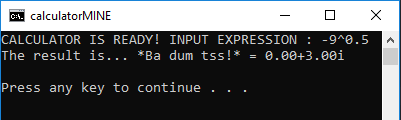 calculatorMINE
CALCULATOR IS READY! INPUT EXPRESSION : -9^0.5
The result is... *Ba dum tss!* = 0.00+3.00i
Press any key to continue . . .